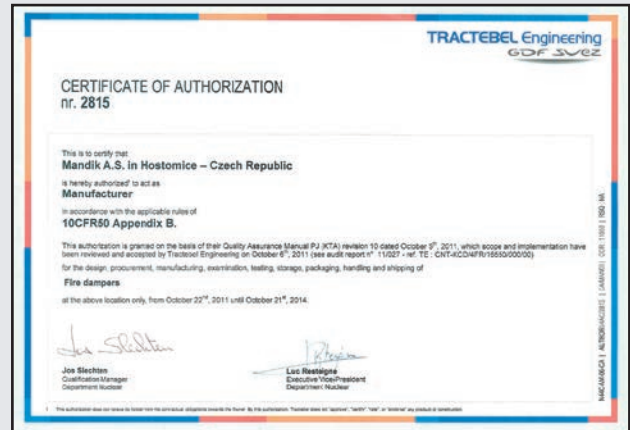 TRACTEBEL Engineering
GDF SUEZ
CERTIFICATE OF AUTHORIZATION
nr. 2815
This is to certify that
Mandik A.S. in Hostomice – Czech Republic
is hereby authorized¹ to act as
Manufacturer
in accordance with the applicable rules of
10CFR50 Appendix B.
This authorization is granted on the basis of their Quality Assurance Manual PJ (KTA) revision 10 dated October 5th, 2011, which scope and implementation have
been reviewed and accepted by Tractebel Engineering on October 6th, 2011 (see audit report n° 11/027 - ref. TE : CNT-KCD/4FR/
for the design, procurement, manufacturing, examination, testing, storage, packaging, handling and shipping of
Fire dampers
at the above location only, from October 22nd, 2011 until October 21st, 2014.
Jos Slechten
Qualification Manager
Department Nuclear
Luc Restaigne
Executive Vice-President
Department Nuclear